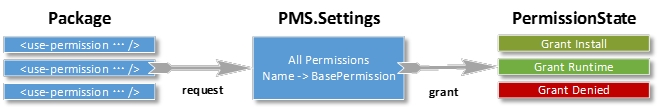 Package
<use-permission ··· />
<use-permission ··· />
<use-permission ··· />
request
PMS.Settings
All Permissions
Name -> BasePermission
grant
PermissionState
Grant Install
Grant Runtime
Grant Denied